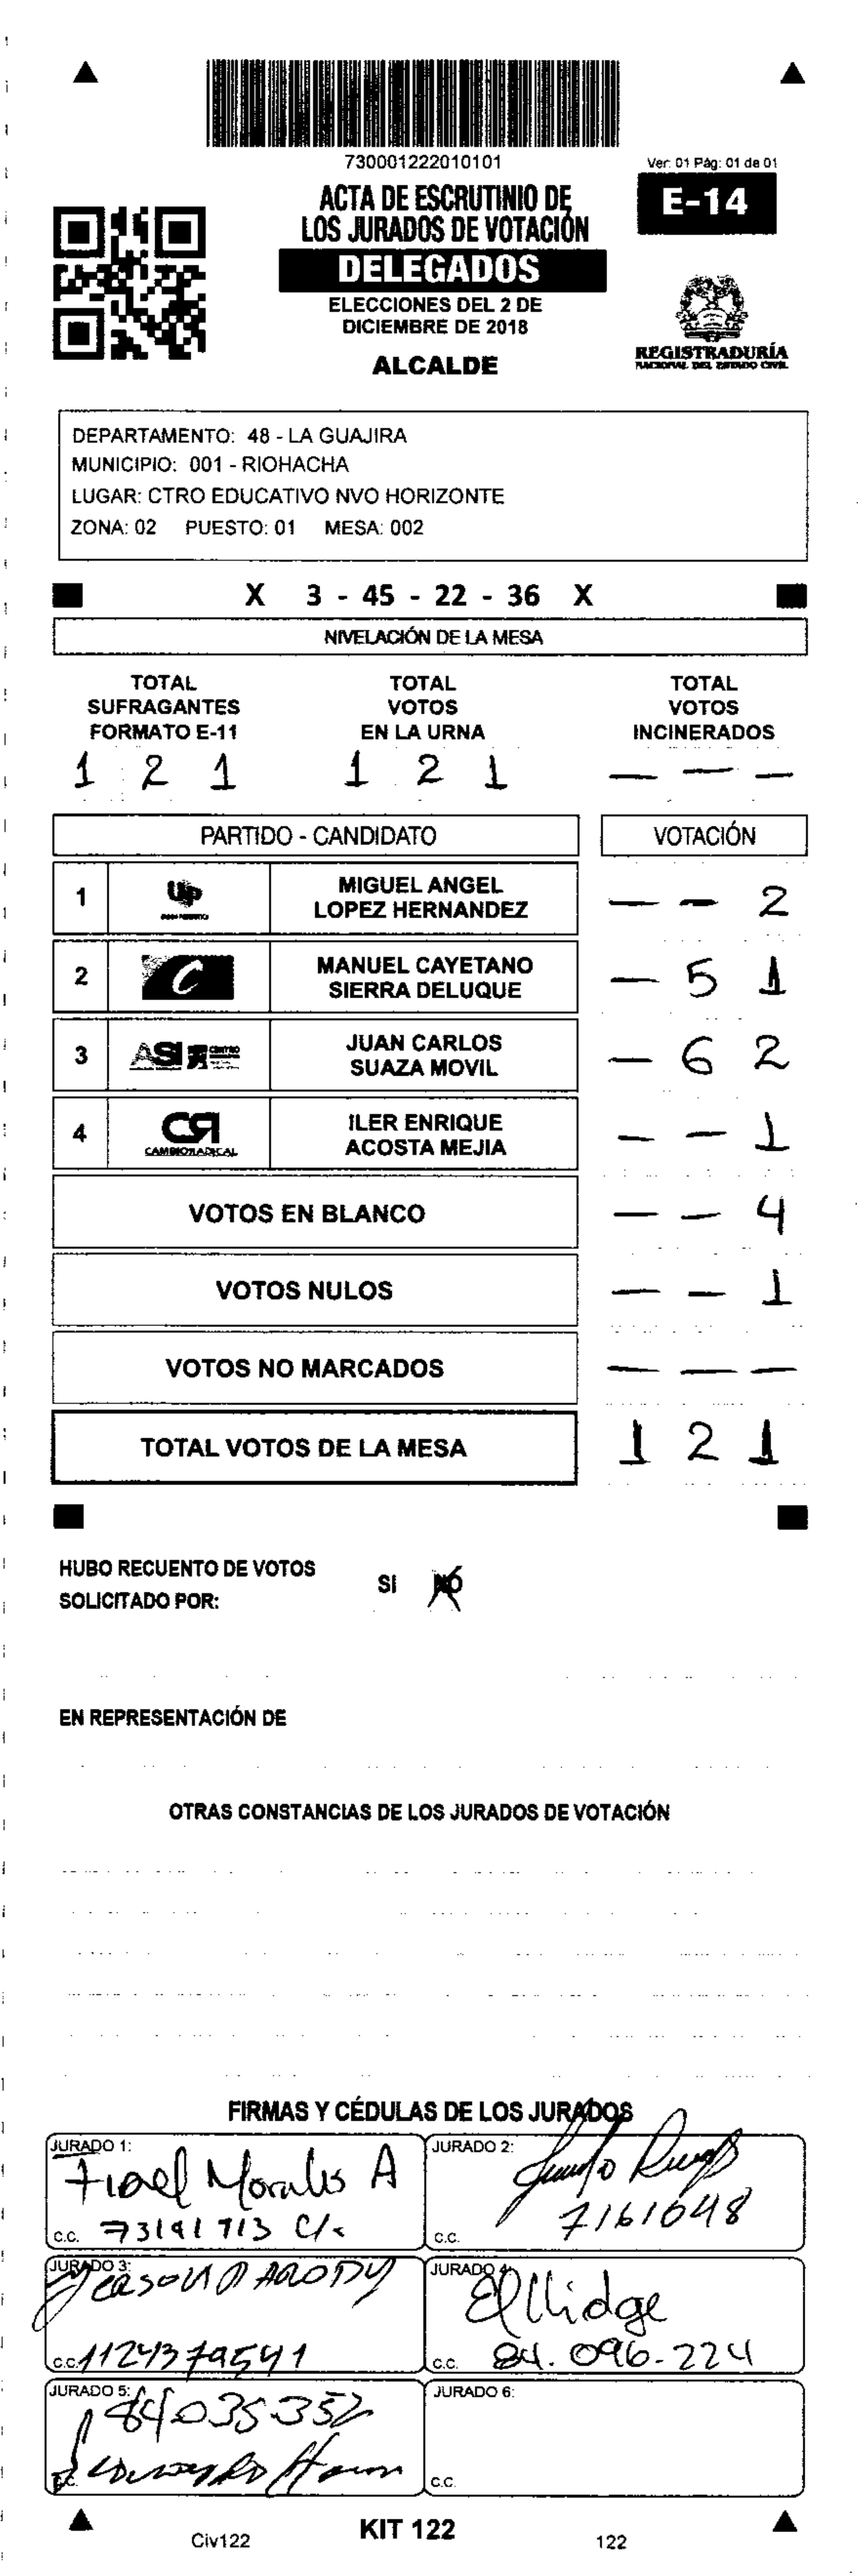 730001222010101
Ver: 01 Pág: 01 de 01
ACTA DE ESCRUTINIO DE
LOS JURADOS DE VOTACIÓN
E-14
DELEGADOS
ELECCIONES DEL 2 DE
DICIEMBRE DE 2018
ALCALDE
REGISTRADURÍA
NACIONAL DEL ESTADO CIVIL
DEPARTAMENTO: 48 - LA GUAJIRA
MUNICIPIO: 001 - RIOHACHA
LUGAR: CTRO EDUCATIVO NVO HORIZONTE
ZONA: 02 PUESTO: 01 MESA: 002
X 3 - 45 - 22 - 36 X
NIVELACIÓN DE LA MESA
TOTAL SUFRAGANTES FORMATO E-11
TOTAL VOTOS EN LA URNA
TOTAL VOTOS INCINERADOS
1 2 1
1 2 1
— — —
PARTIDO - CANDIDATO
VOTACIÓN
1 Up MIGUEL ANGEL
LOPEZ HERNANDEZ
— — 2
2 C MANUEL CAYETANO
SIERRA DELUQUE
— 5 1
3 ASI JUAN CARLOS
SUAZA MOVIL
— 6 2
4 CR CAMBIO RADICAL ILER ENRIQUE
ACOSTA MEJIA
— — 1
VOTOS EN BLANCO — — 4
VOTOS NULOS — — 1
VOTOS NO MARCADOS — — —
TOTAL VOTOS DE LA MESA 1 2 1
HUBO RECUENTO DE VOTOS
SI NO
SOLICITADO POR:
EN REPRESENTACIÓN DE
OTRAS CONSTANCIAS DE LOS JURADOS DE VOTACIÓN
FIRMAS Y CÉDULAS DE LOS JURADOS
JURADO 1:
Fidel Morales A
C.C. 73191713
JURADO 2:
7161048
C.C.
JURADO 3:
C.C. 1124379541
JURADO 4:
C.C. 84.096.224
JURADO 5:
84035352
C.C.
JURADO 6:
C.C.
Civ122
KIT 122
122